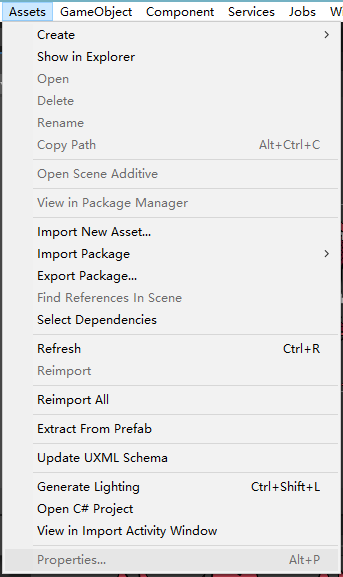 Assets GameObject Component Services Jobs
Create
Show in Explorer
Open
Delete
Rename
Copy Path Alt+Ctrl+C
Open Scene Additive
View in Package Manager
Import New Asset...
Import Package
Export Package...
Find References In Scene
Select Dependencies
Refresh Ctrl+R
Reimport
Reimport All
Extract From Prefab
Update UXML Schema
Generate Lighting Ctrl+Shift+L
Open C# Project
View in Import Activity Window
Properties... Alt+P